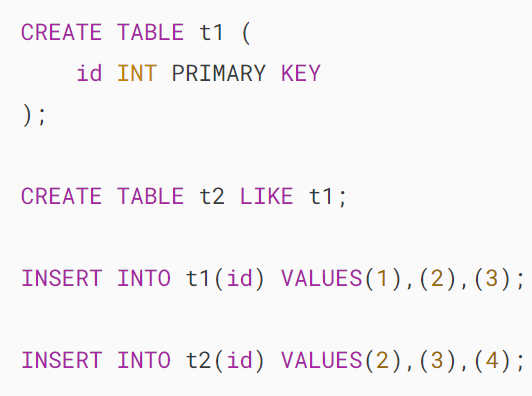 CREATE TABLE t1 (
    id INT PRIMARY KEY
);
CREATE TABLE t2 LIKE t1;
INSERT INTO t1(id) VALUES(1),(2),(3);
INSERT INTO t2(id) VALUES(2),(3),(4);